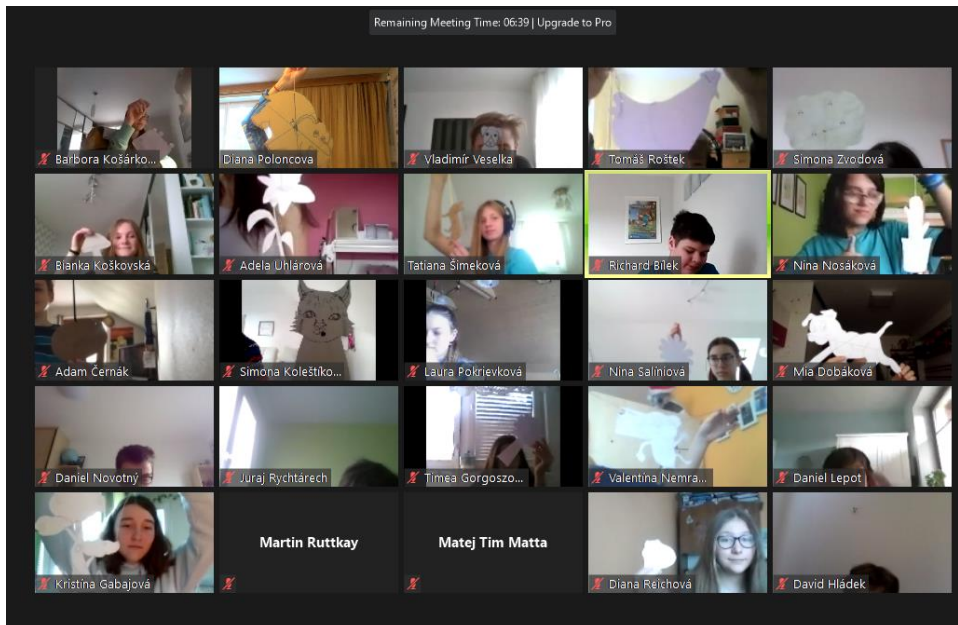 Remaining Meeting Time: 06:39 | Upgrade to Pro
Barbora Košárko...
Diana Poloncova
Vladimír Veselka
Tomáš Roštek
Simona Zvodová
Bianka Koškovská
Adela Uhlárová
Tatiana Šimeková
Richard Bílek
Nina Nosáková
Adam Černák
Simona Koleštíko...
Laura Pokrievková
Nina Saliniová
Mia Dobáková
Daniel Novotný
Juraj Rychtárech
Timea Gorgoszo...
Valentína Nemra...
Daniel Lepot
Kristína Gabajová
Martin Ruttkay
Matej Tim Matta
Diana Reichová
David Hládek